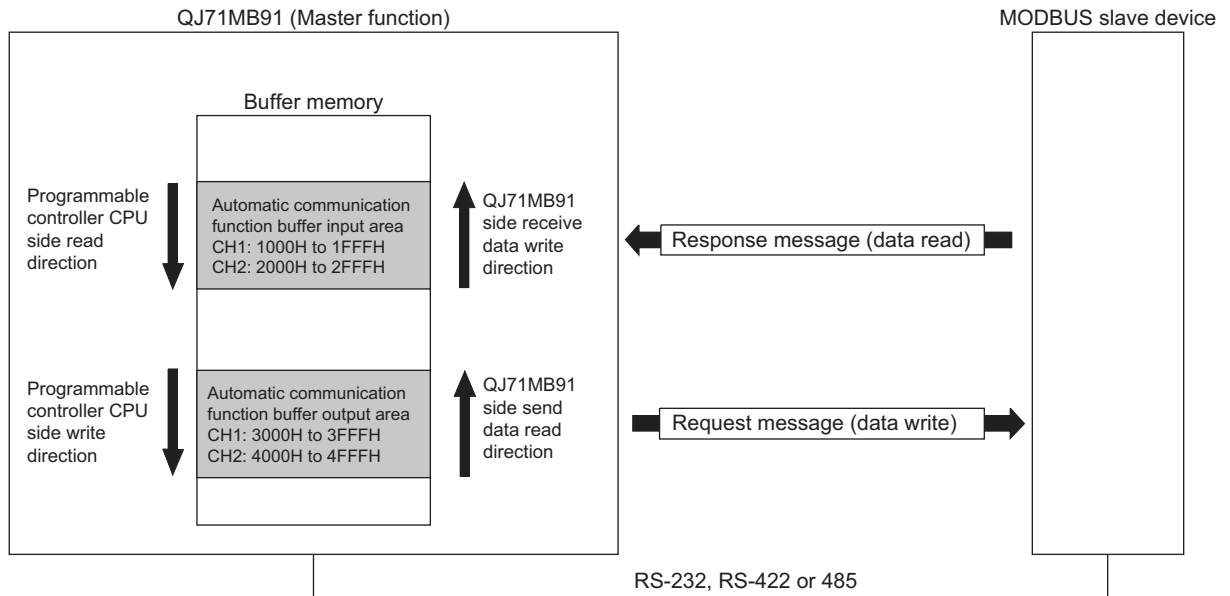 QJ71MB91 (Master function)
MODBUS slave device
Buffer memory
Programmable
controller CPU
side read
direction
Automatic communication
function buffer input area
CH1: 1000H to 1FFFH
CH2: 2000H to 2FFFH
QJ71MB91
side receive
data write
direction
Response message (data read)
Programmable
controller CPU
side write
direction
Automatic communication
function buffer output area
CH1: 3000H to 3FFFH
CH2: 4000H to 4FFFH
QJ71MB91
side send
data read
direction
Request message (data write)
RS-232, RS-422 or 485